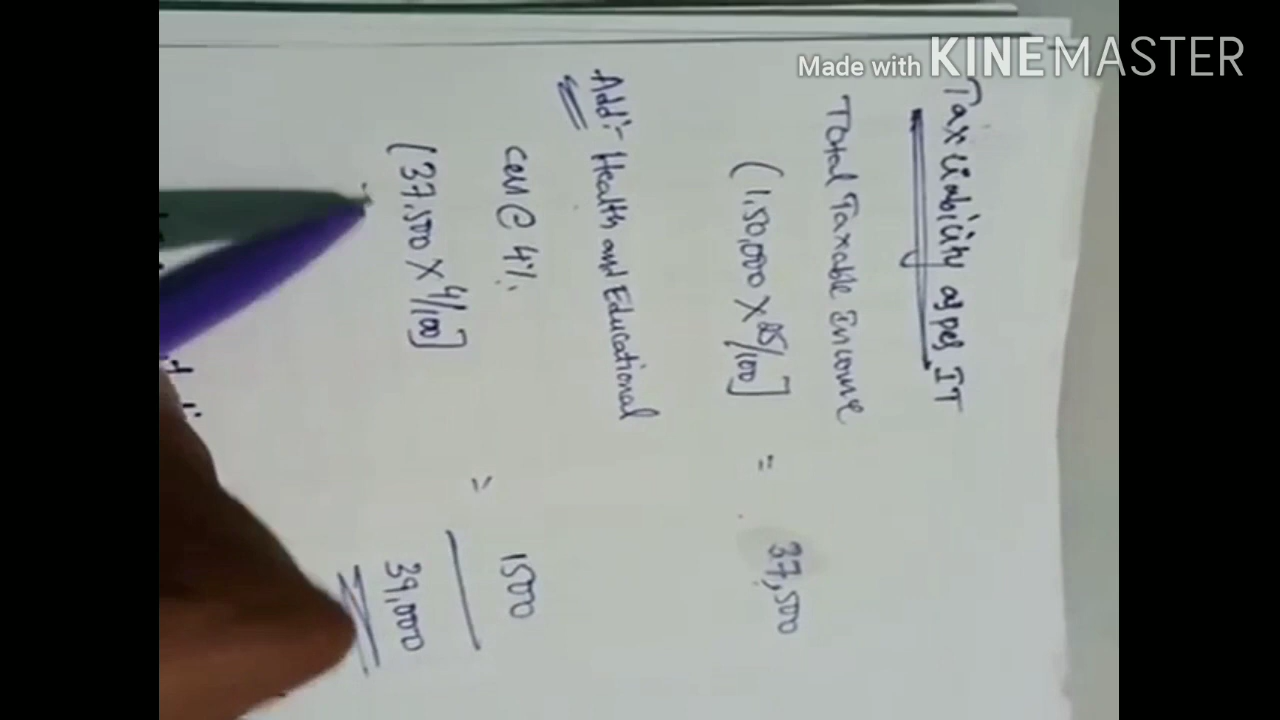 Made with KINEMASTER
Tax liability as per IT
Total Taxable Income
(1,50,000 X 25/100] = 37,500
Add:- Health and Educational
cess @ 4%. = 1500
(37,500 X 4/100] 39,000